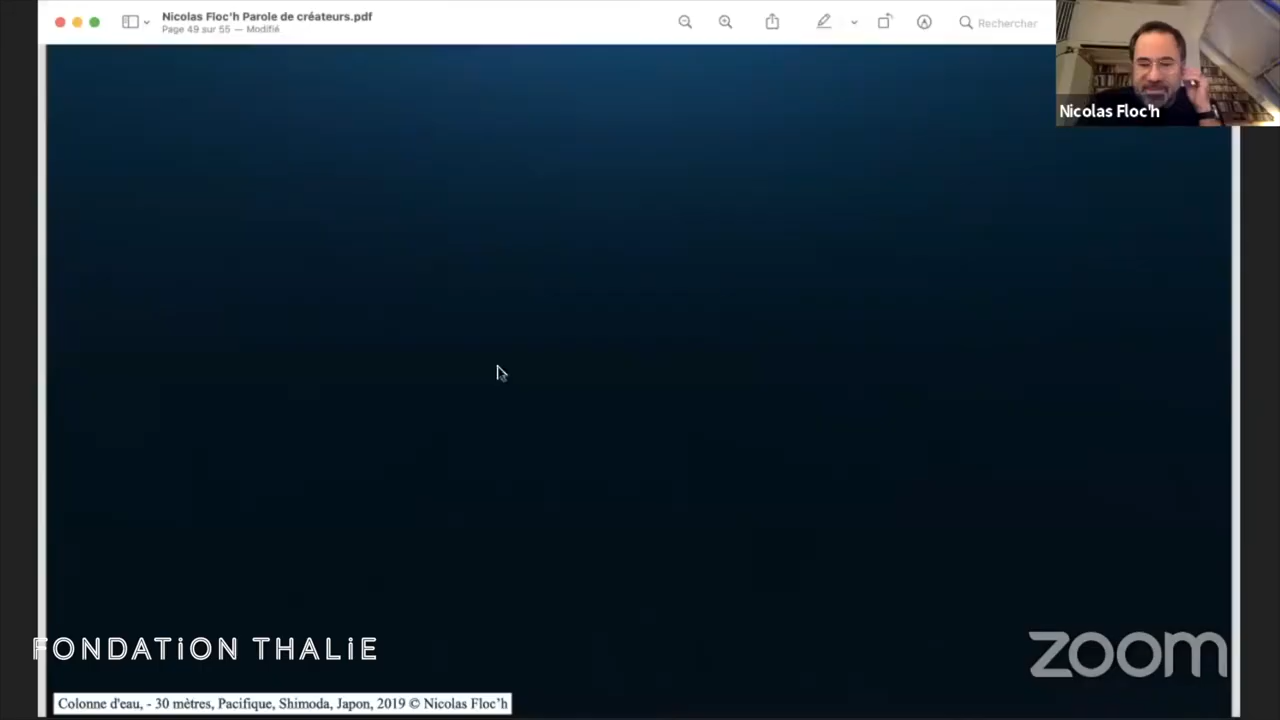 Nicolas Floc'h Parole de créateurs.pdf
Page 49 sur 55 — Modifié
Rechercher
Nicolas Floc'h
FONDATiON THALiE
zoom
Colonne d'eau, - 30 mètres, Pacifique, Shimoda, Japon, 2019 © Nicolas Floc'h